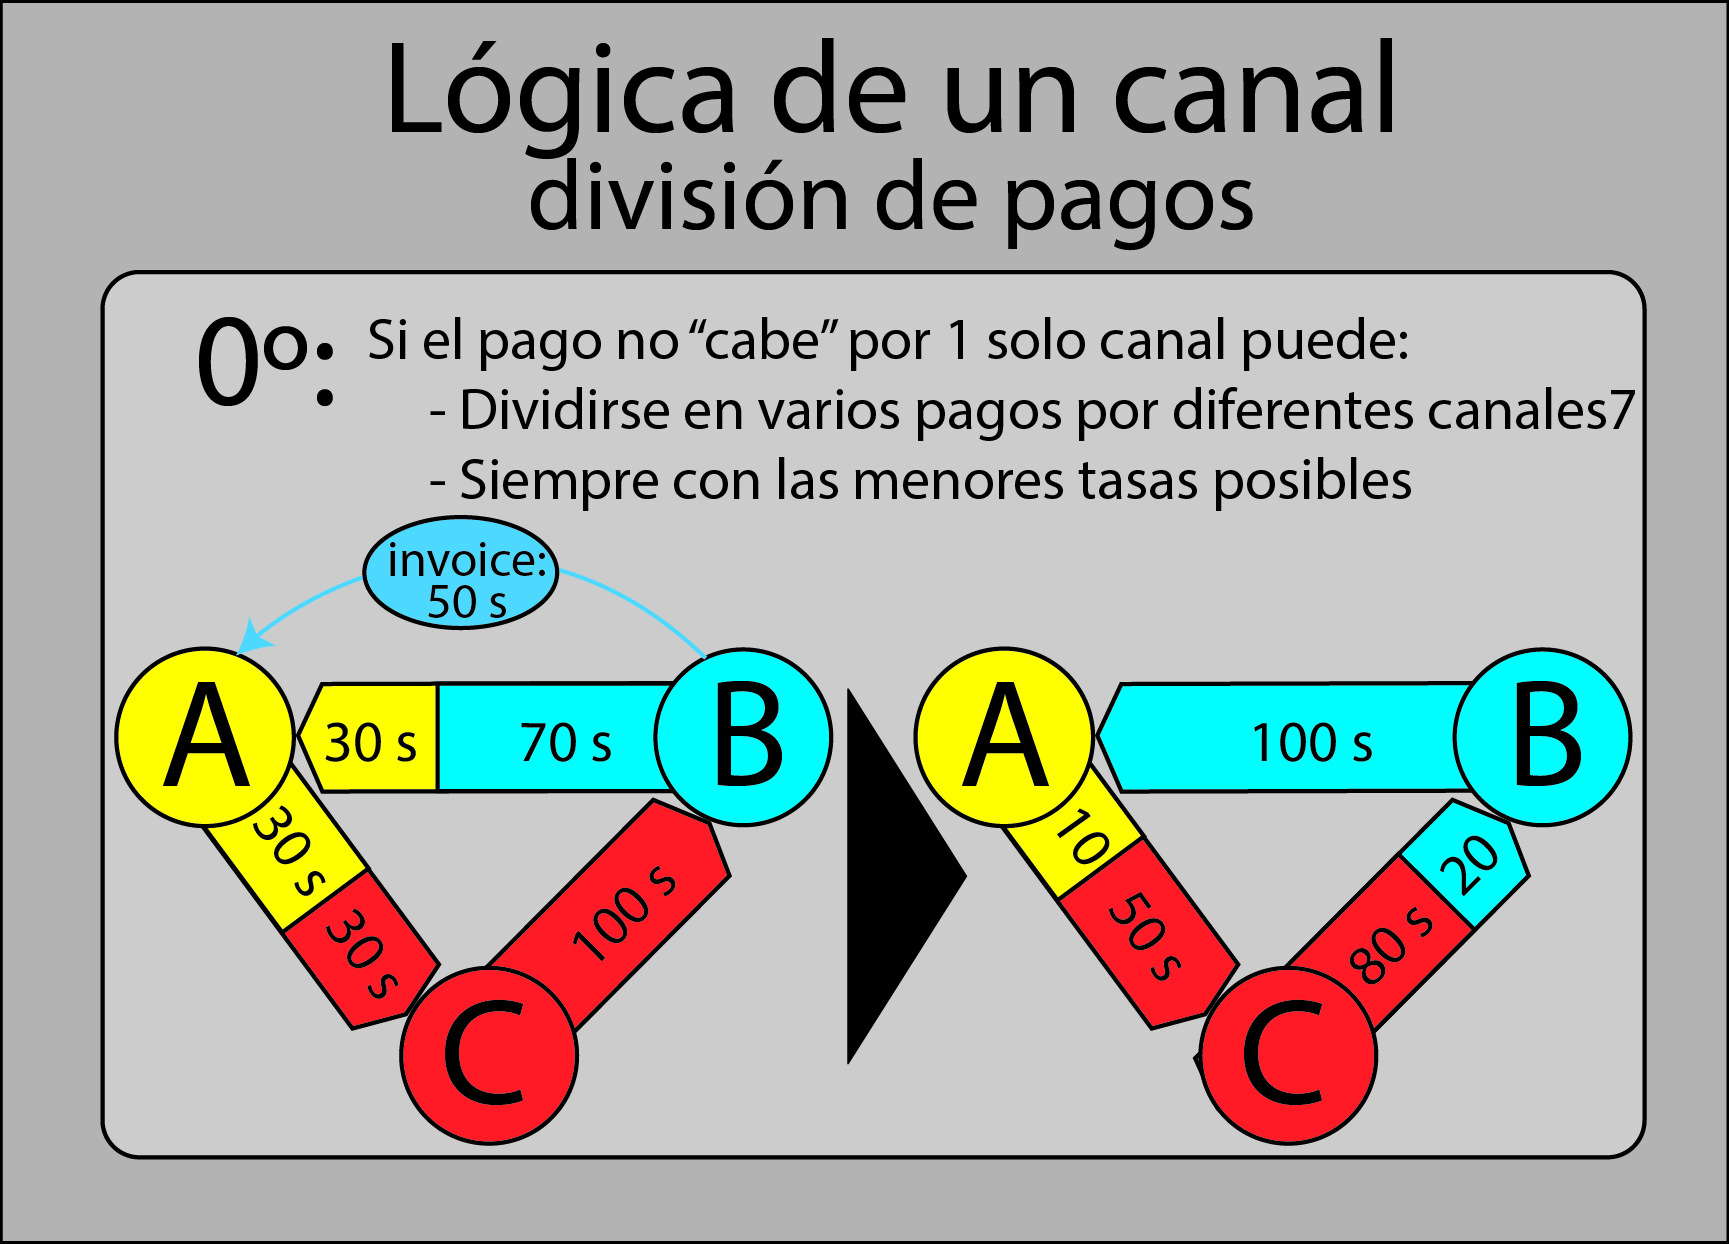 Lógica de un canal
división de pagos
0º:
Si el pago no “cabe” por 1 solo canal puede:
- Dividirse en varios pagos por diferentes canales7
- Siempre con las menores tasas posibles
invoice:
50 s
A
30 s
70 s
B
30 s
30 s
100 s
C
A
100 s
B
10
50 s
80 s
20
C